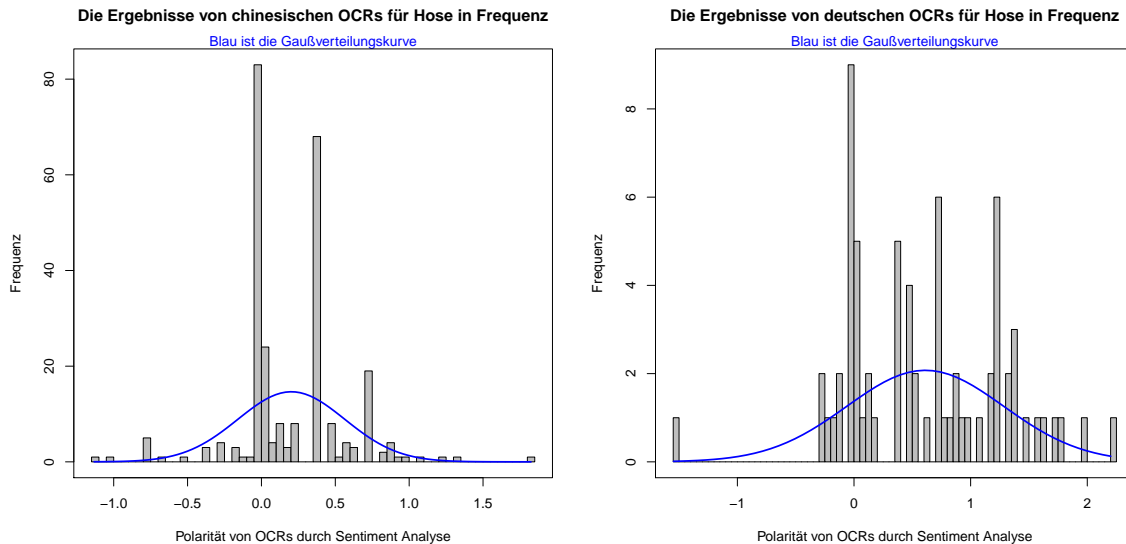 Die Ergebnisse von chinesischen OCRs für Hose in Frequenz
Blau ist die Gaußverteilungskurve
Frequenz
80
60
40
20
0
−1.0 −0.5 0.0 0.5 1.0 1.5
Polarität von OCRs durch Sentiment Analyse
Die Ergebnisse von deutschen OCRs für Hose in Frequenz
Blau ist die Gaußverteilungskurve
Frequenz
8
6
4
2
0
−1 0 1 2
Polarität von OCRs durch Sentiment Analyse